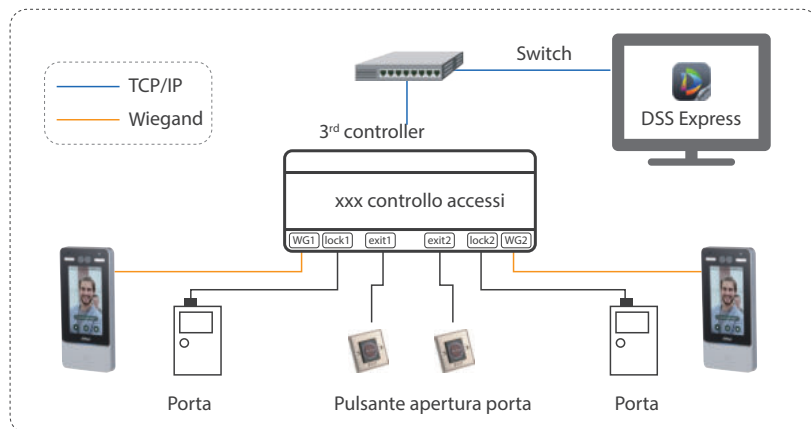 Switch
TCP/IP
Wiegand
DSS Express
3rd controller
xxx controllo accessi
WG1 lock1 exit1 exit2 lock2 WG2
Porta
Pulsante apertura porta
Porta